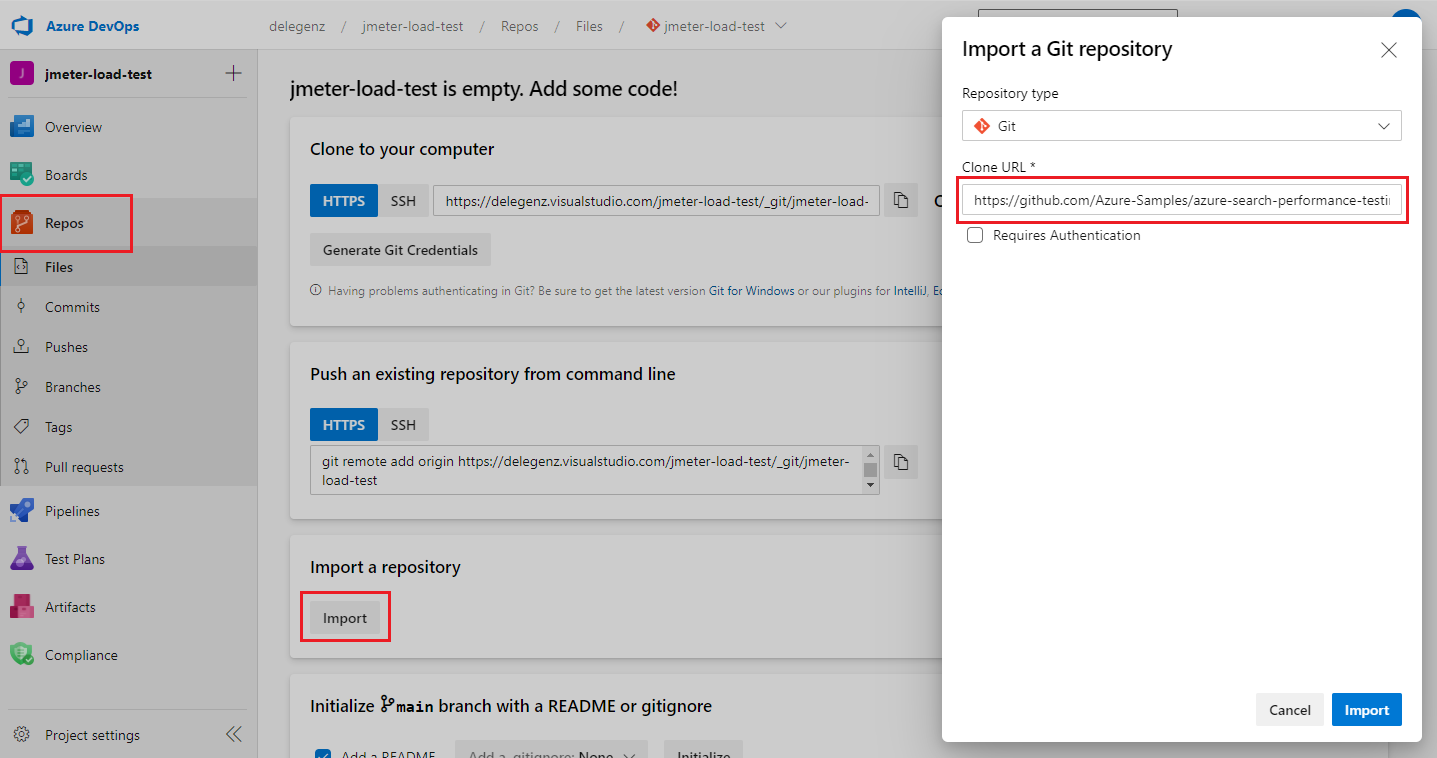 Azure DevOps
delegenz / jmeter-load-test / Repos / Files / jmeter-load-test
J jmeter-load-test
Overview
Boards
Repos
Files
Commits
Pushes
Branches
Tags
Pull requests
Pipelines
Test Plans
Artifacts
Compliance
Project settings
jmeter-load-test is empty. Add some code!
Clone to your computer
HTTPS SSH https://delegenz.visualstudio.com/jmeter-load-test/_git/jmeter-load-
Generate Git Credentials
Having problems authenticating in Git? Be sure to get the latest version Git for Windows or our plugins for IntelliJ,
Push an existing repository from command line
HTTPS SSH
git remote add origin https://delegenz.visualstudio.com/jmeter-load-test/_git/jmeter-
load-test
Import a repository
Import
Initialize main branch with a README or gitignore
Add a README Add a .gitignore: None Initialize
Import a Git repository
Repository type
Git
Clone URL *
https://github.com/Azure-Samples/azure-search-performance-testi
Requires Authentication
Cancel Import